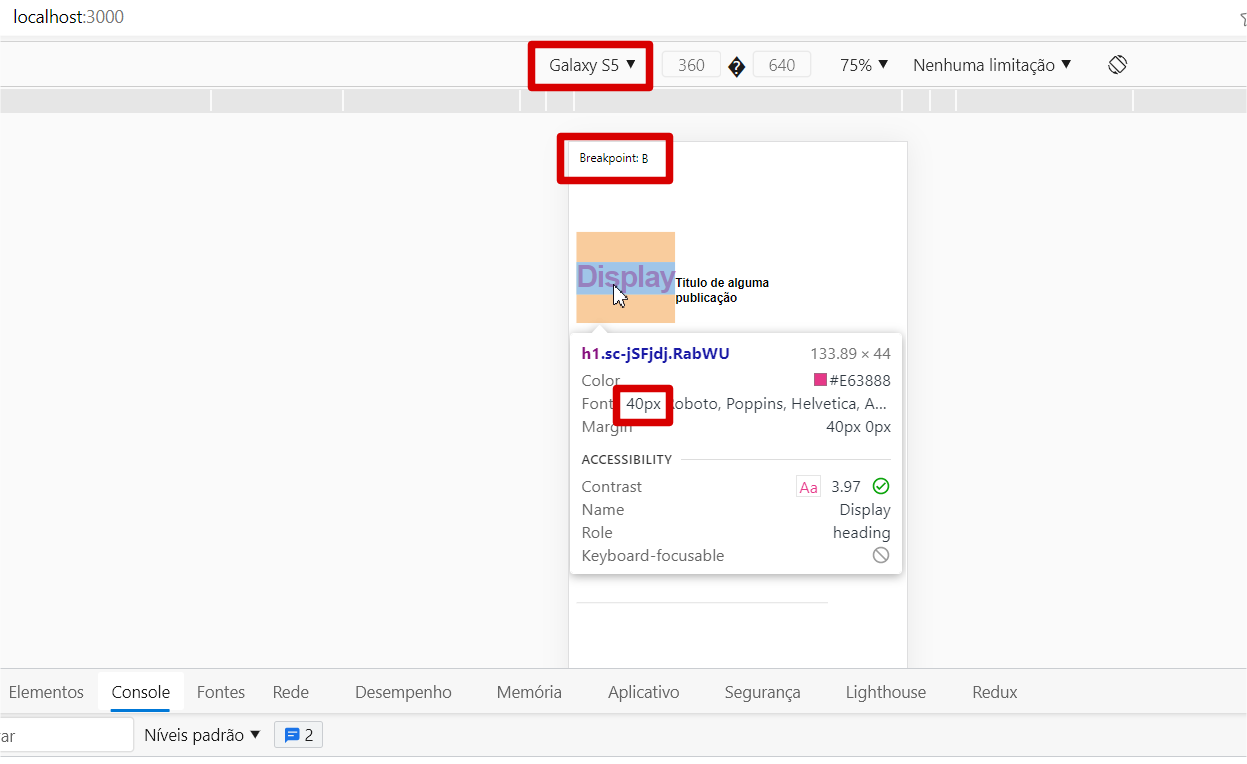 localhost:3000
Galaxy S5 ▼ 360 � 640 75% ▼ Nenhuma limitação ▼
Breakpoint: B
Display
Titulo de alguma
publicação
h1.sc-jSFjdj.RabWU 133.89 × 44
Color #E63888
Font 40px Roboto, Poppins, Helvetica, A...
Margin 40px 0px
ACCESSIBILITY
Contrast Aa 3.97
Name Display
Role heading
Keyboard-focusable
Elementos Console Fontes Rede Desempenho Memória Aplicativo Segurança Lighthouse Redux
ar Níveis padrão ▼ 2